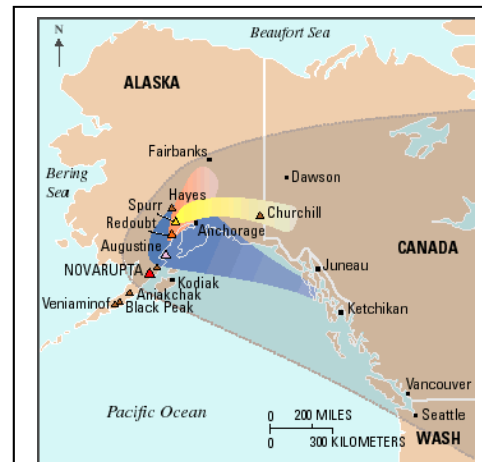 Beaufort Sea
N
ALASKA
Fairbanks
Bering
Sea
Hayes
Dawson
Spurr
Churchill
Redoubt
Anchorage
Augustine
CANADA
NOVARUPTA
Juneau
Kodiak
Aniakchak
Veniaminof
Black Peak
Ketchikan
Vancouver
Pacific Ocean
0 200 MILES
0 300 KILOMETERS
Seattle
WASH